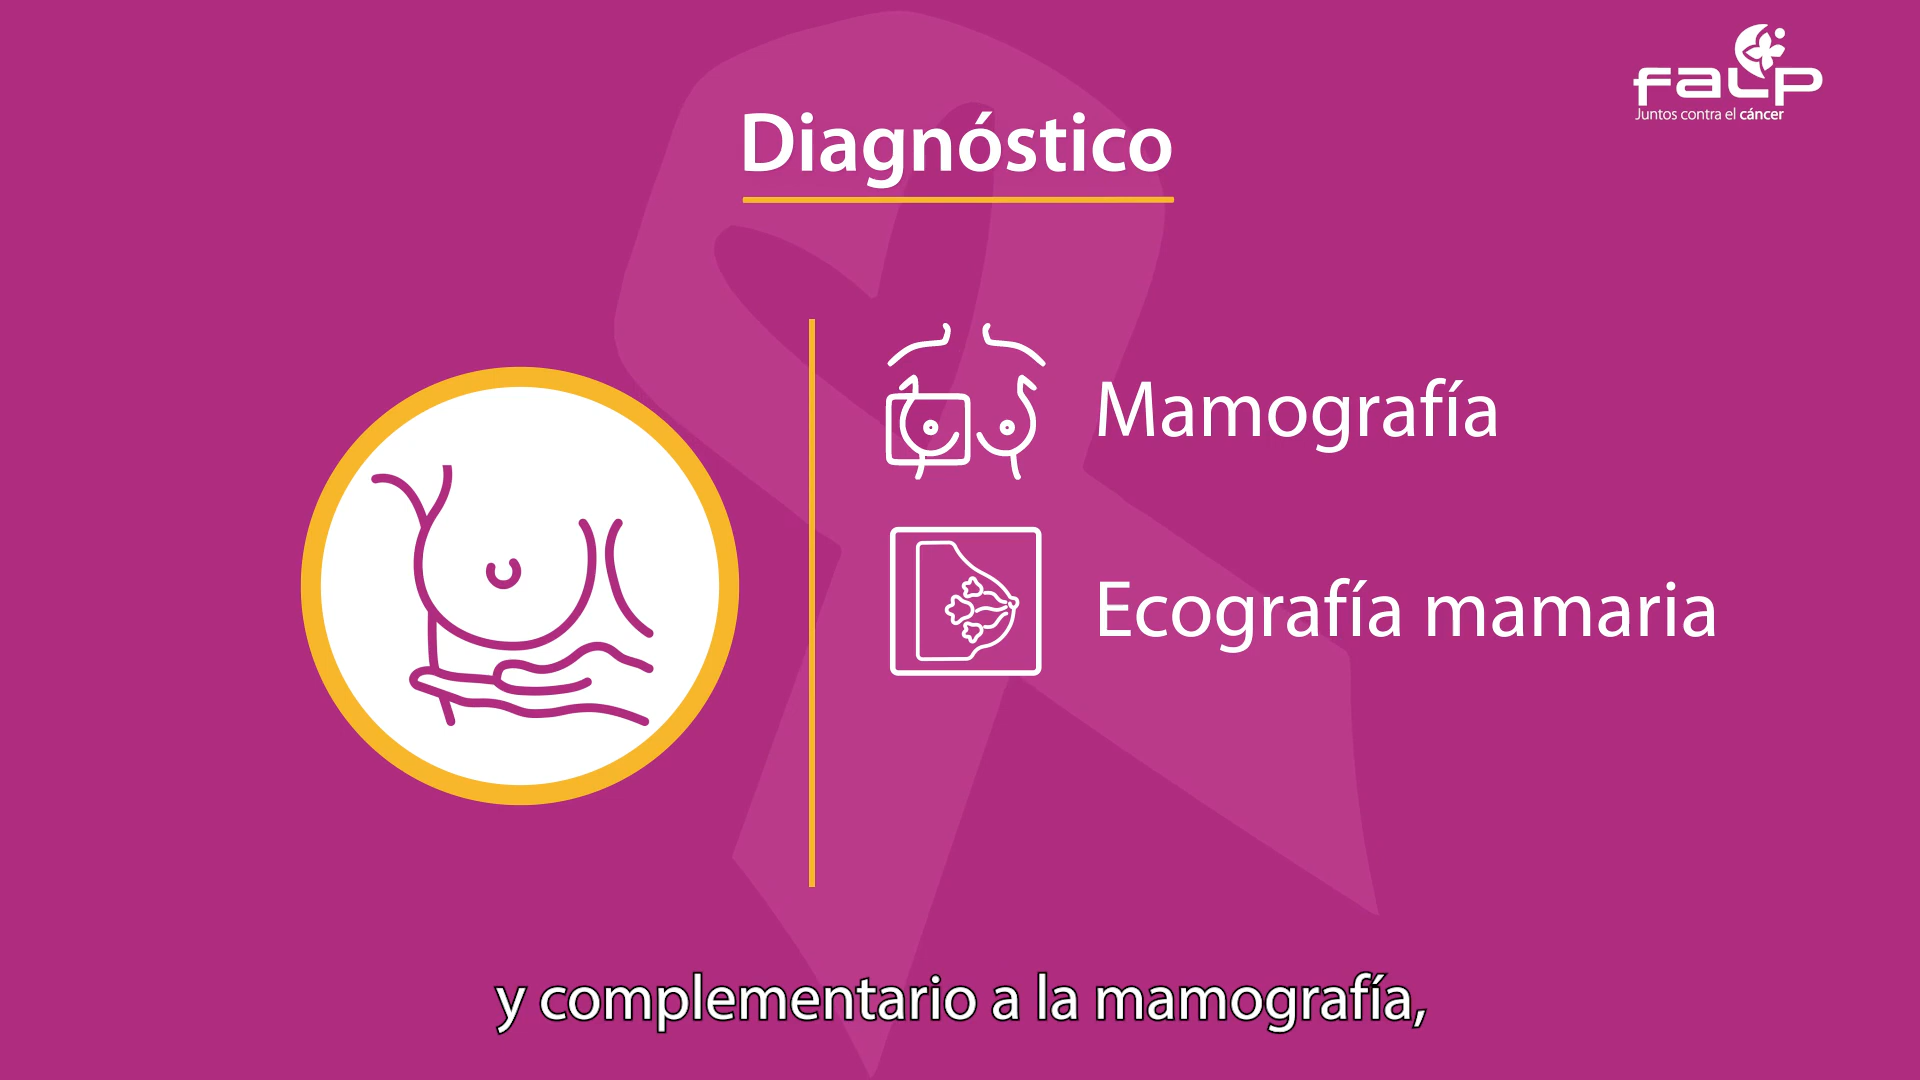 falp
Juntos contra el cáncer
Diagnóstico
Mamografía
Ecografía mamaria
y complementario a la mamografía,